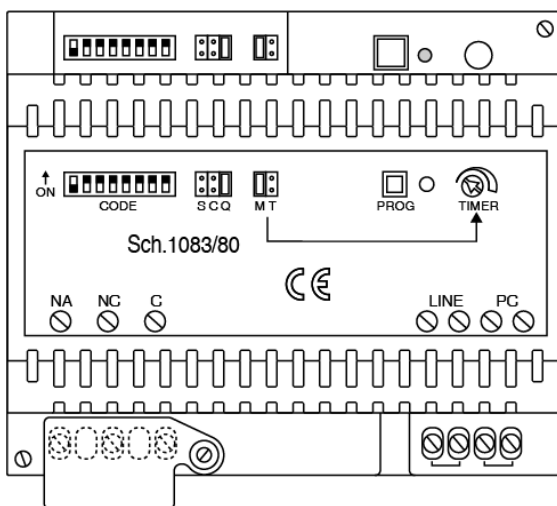 ON
CODE
S C Q
M T
PROG
TIMER
Sch.1083/80
CE
NA
NC
C
LINE
PC